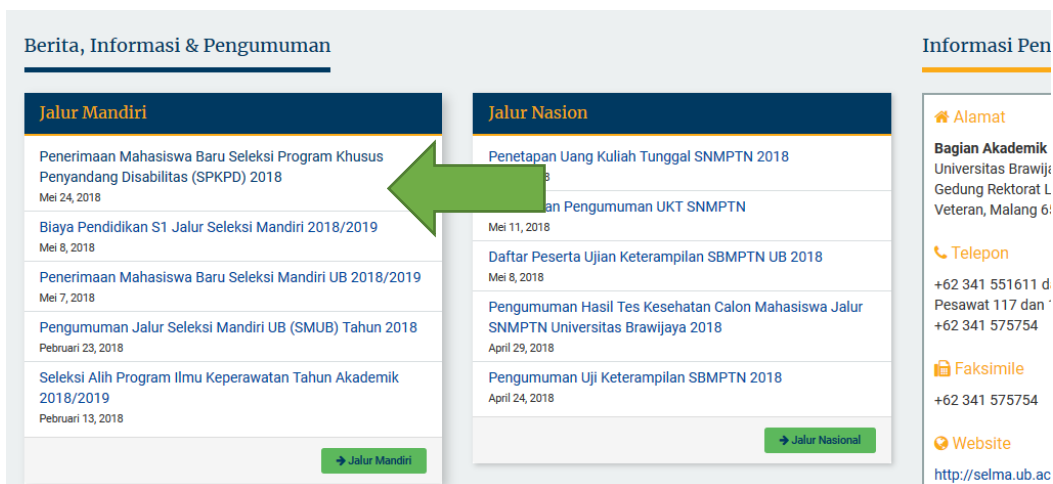 Berita, Informasi & Pengumuman
Jalur Mandiri
Penerimaan Mahasiswa Baru Seleksi Program Khusus
Penyandang Disabilitas (SPKPD) 2018
Mei 24, 2018
Biaya Pendidikan S1 Jalur Seleksi Mandiri 2018/2019
Mei 8, 2018
Penerimaan Mahasiswa Baru Seleksi Mandiri UB 2018/2019
Mei 7, 2018
Pengumuman Jalur Seleksi Mandiri UB (SMUB) Tahun 2018
Pebruari 23, 2018
Seleksi Alih Program Ilmu Keperawatan Tahun Akademik
2018/2019
Pebruari 13, 2018
Jalur Mandiri
Jalur Nasion
Penetapan Uang Kuliah Tunggal SNMPTN 2018
Pengumuman UKT SNMPTN
Mei 11, 2018
Daftar Peserta Ujian Keterampilan SBMPTN UB 2018
Mei 8, 2018
Pengumuman Hasil Tes Kesehatan Calon Mahasiswa Jalur
SNMPTN Universitas Brawijaya 2018
April 29, 2018
Pengumuman Uji Keterampilan SBMPTN 2018
April 24, 2018
Jalur Nasional
Informasi Pen
Alamat
Bagian Akademik
Universitas Brawija
Gedung Rektorat L
Veteran, Malang 65
Telepon
+62 341 551611 da
Pesawat 117 dan
+62 341 575754
Faksimile
+62 341 575754
Website
http://selma.ub.ac